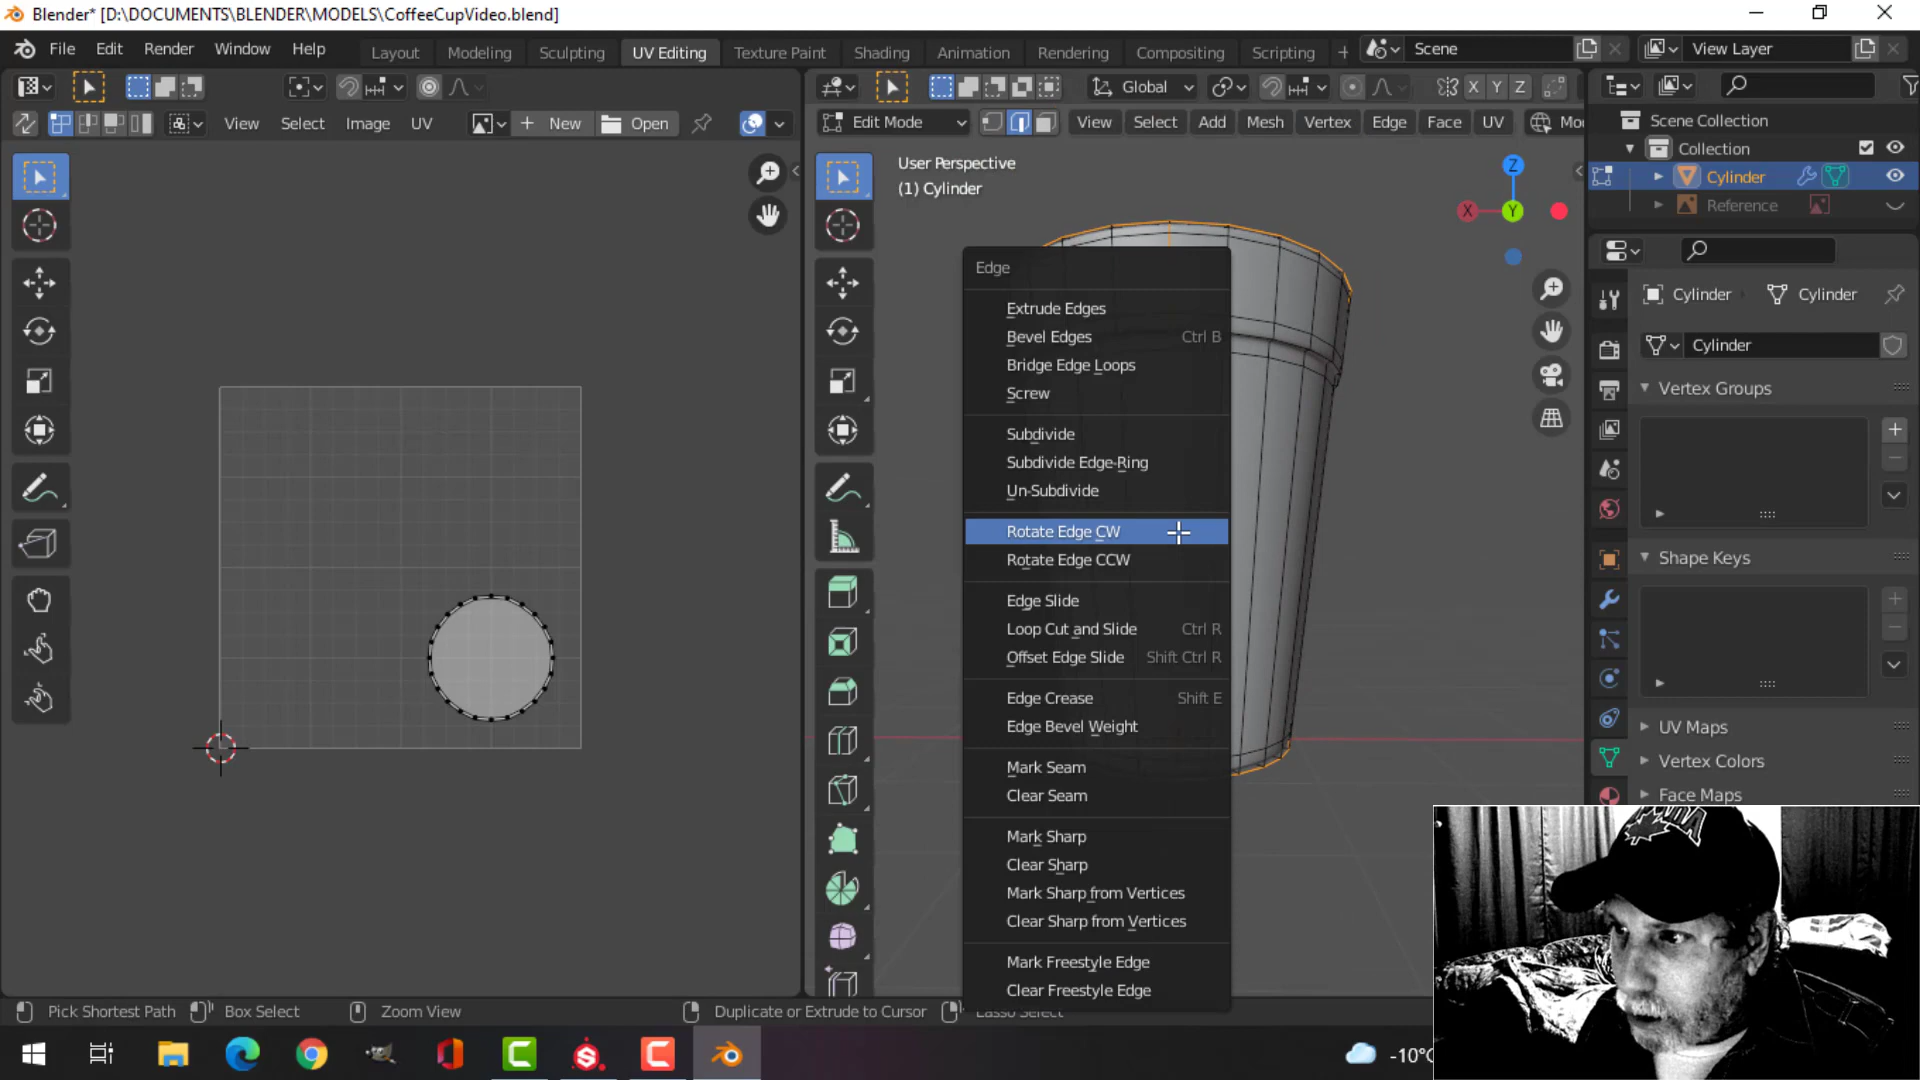 Blender* [D:\DOCUMENTS\BLENDER\MODELS\CoffeeCupVideo.blend]
File Edit Render Window Help Layout Modeling Sculpting UV Editing Texture Paint Shading Animation Rendering Compositing Scripting + Scene View Layer
Global X Y Z
View Select Image UV New Open Edit Mode View Select Add Mesh Vertex Edge Face UV Mo
Scene Collection
Collection
Cylinder
Reference
User Perspective
(1) Cylinder
Z
X Y
Edge
Extrude Edges
Bevel Edges Ctrl B
Bridge Edge Loops
Screw
Subdivide
Subdivide Edge-Ring
Un-Subdivide
Rotate Edge CW
Rotate Edge CCW
Edge Slide
Loop Cut and Slide Ctrl R
Offset Edge Slide Shift Ctrl R
Edge Crease Shift E
Edge Bevel Weight
Mark Seam
Clear Seam
Mark Sharp
Clear Sharp
Mark Sharp from Vertices
Clear Sharp from Vertices
Mark Freestyle Edge
Clear Freestyle Edge
Cylinder Cylinder
Cylinder
Vertex Groups
Shape Keys
UV Maps
Vertex Colors
Face Maps
Pick Shortest Path Box Select Zoom View Duplicate or Extrude to Cursor Lasso Select
-10°C